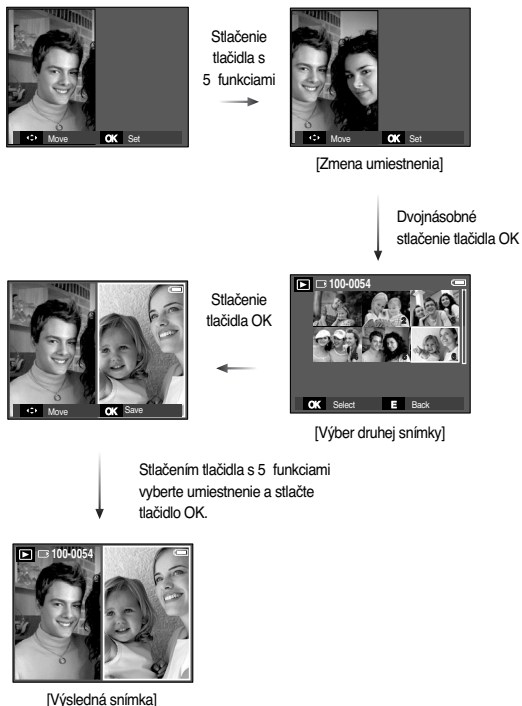 Stlačenie
tlačidla s
5 funkciami
Move OK Set
Move OK Set
[Zmena umiestnenia]
Dvojnásobné
stlačenie tlačidla OK
100-0054
OK Select E Back
[Výber druhej snímky]
Stlačenie
tlačidla OK
Move OK Save
Stlačením tlačidla s 5 funkciami
vyberte umiestnenie a stlačte
tlačidlo OK.
100-0054
[Výsledná snímka]